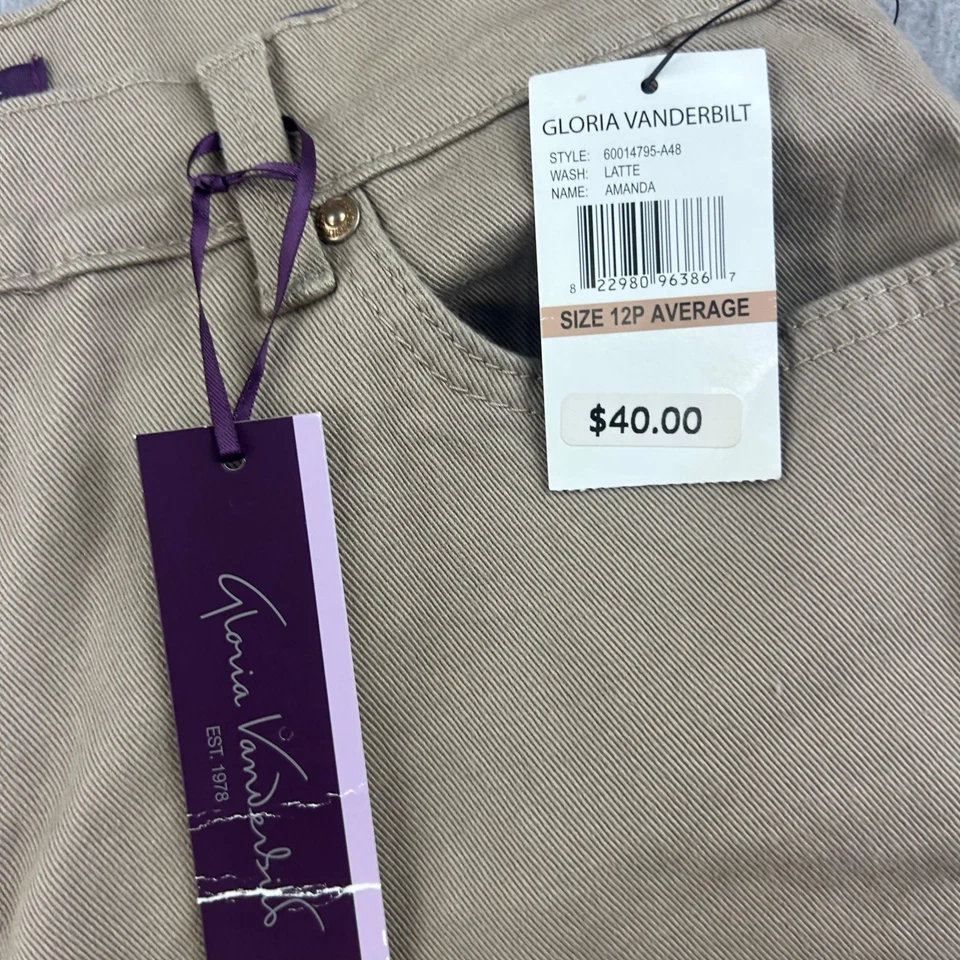 GLORIA VANDERBILT
STYLE: 60014795-A48
WASH: LATTE
NAME: AMANDA
8 22980 96386 7
SIZE 12P AVERAGE
$40.00
Gloria Vanderbilt
EST. 1978